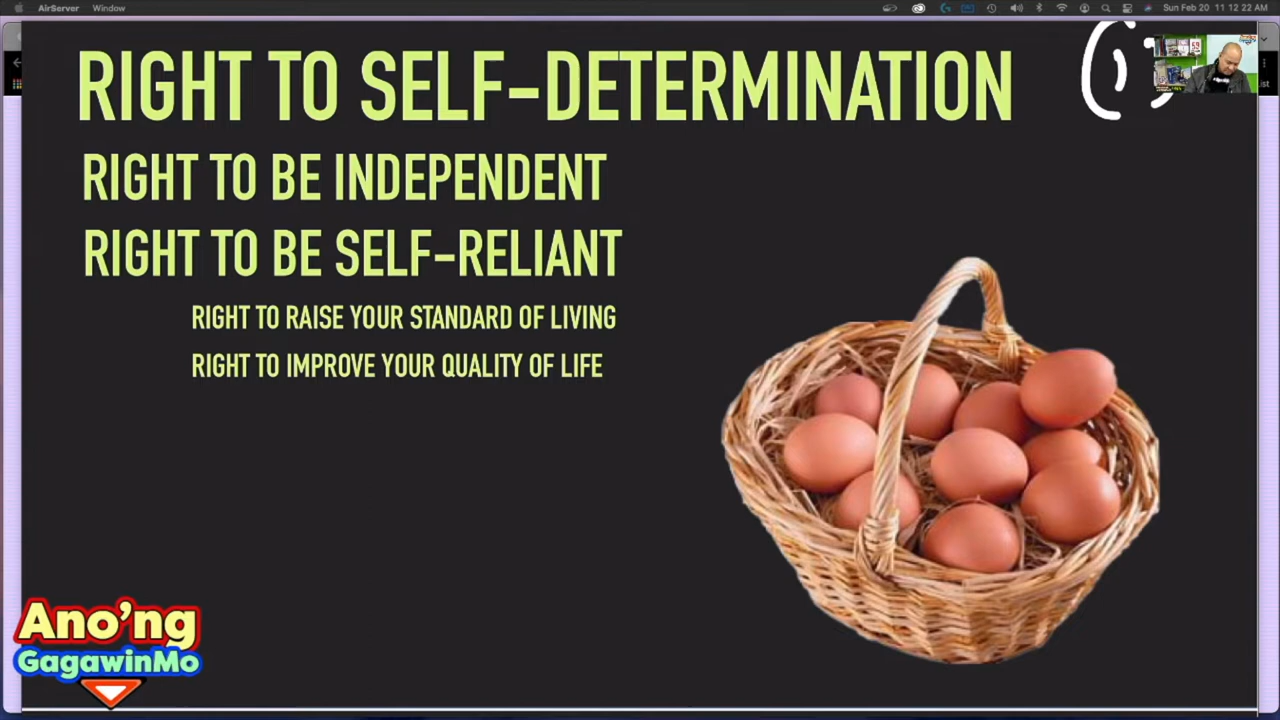 AirServer Window
Sun Feb 20 11 12 22 AM
RIGHT TO SELF-DETERMINATION
RIGHT TO BE INDEPENDENT
RIGHT TO BE SELF-RELIANT
RIGHT TO RAISE YOUR STANDARD OF LIVING
RIGHT TO IMPROVE YOUR QUALITY OF LIFE
Ano'ng
GagawinMo